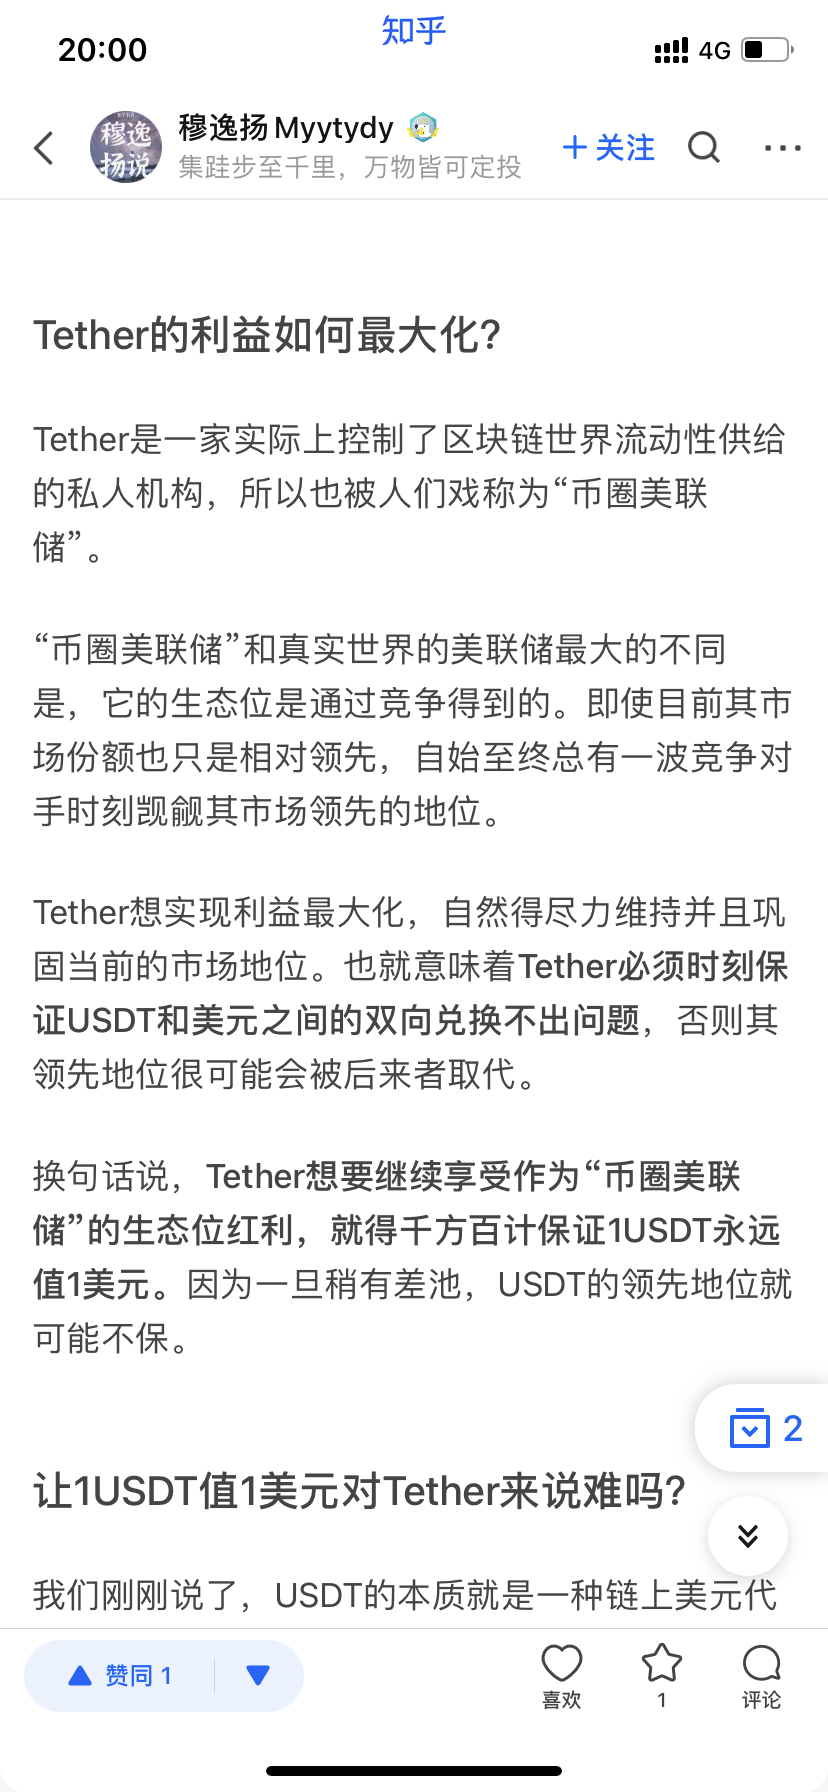 知乎
20:00
4G
穆逸扬说
穆逸扬Myytydy
集跬步至千里，万物皆可定投
+ 关注
Tether的利益如何最大化?
Tether是一家实际上控制了区块链世界流动性供给
的私人机构，所以也被人们戏称为“币圈美联
储”。
“币圈美联储”和真实世界的美联储最大的不同
是，它的生态位是通过竞争得到的。即使目前其市
场份额也只是相对领先，自始至终总有一波竞争对
手时刻觊觎其市场领先的地位。
Tether想实现利益最大化，自然得尽力维持并且巩
固当前的市场地位。也就意味着Tether必须时刻保
证USDT和美元之间的双向兑换不出问题，否则其
领先地位很可能会被后来者取代。
换句话说，Tether想要继续享受作为“币圈美联
储”的生态位红利，就得千方百计保证1USDT永远
值1美元。因为一旦稍有差池，USDT的领先地位就
可能不保。
2
让1USDT值1美元对Tether来说难吗?
我们刚刚说了，USDT的本质就是一种链上美元代
赞同 1
喜欢
1
评论